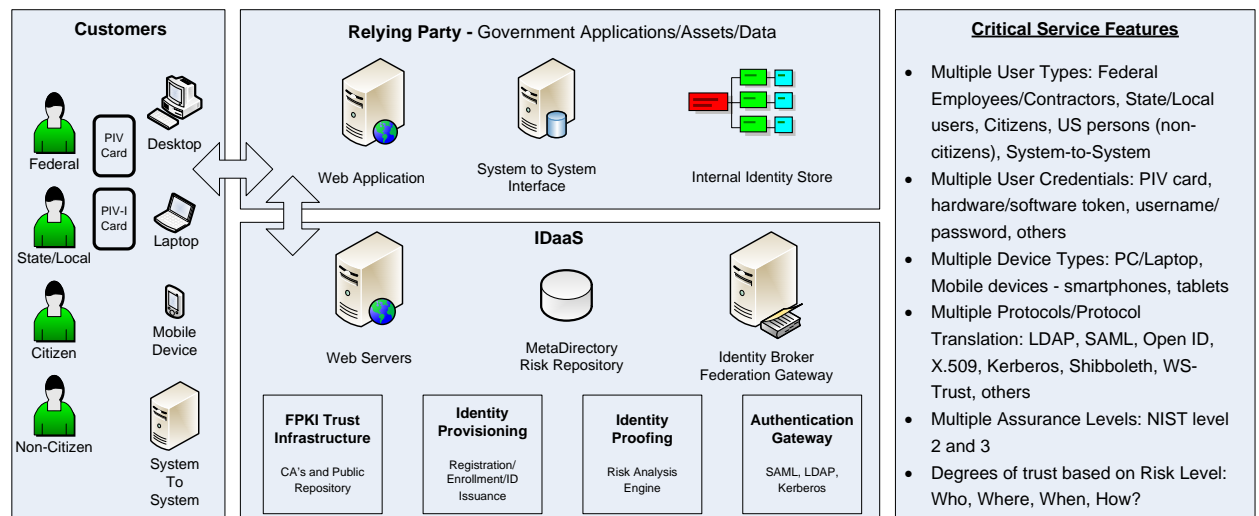 Customers
Federal
PIV
Card
Desktop
State/Local
PIV-I
Card
Laptop
Citizen
Mobile
Device
Non-Citizen
System
To
System
Relying Party - Government Applications/Assets/Data
Web Application
System to System
Interface
Internal Identity Store
IDaaS
Web Servers
MetaDirectory
Risk Repository
Identity Broker
Federation Gateway
FPKI Trust
Infrastructure
CA's and Public
Repository
Identity
Provisioning
Registration/
Enrollment/ID
Issuance
Identity
Proofing
Risk Analysis
Engine
Authentication
Gateway
SAML, LDAP,
Kerberos
Critical Service Features
• Multiple User Types: Federal
Employees/Contractors, State/Local
users, Citizens, US persons (non-
citizens), System-to-System
• Multiple User Credentials: PIV card,
hardware/software token, username/
password, others
• Multiple Device Types: PC/Laptop,
Mobile devices - smartphones, tablets
• Multiple Protocols/Protocol
Translation: LDAP, SAML, Open ID,
X.509, Kerberos, Shibboleth, WS-
Trust, others
• Multiple Assurance Levels: NIST level
2 and 3
• Degrees of trust based on Risk Level:
Who, Where, When, How?